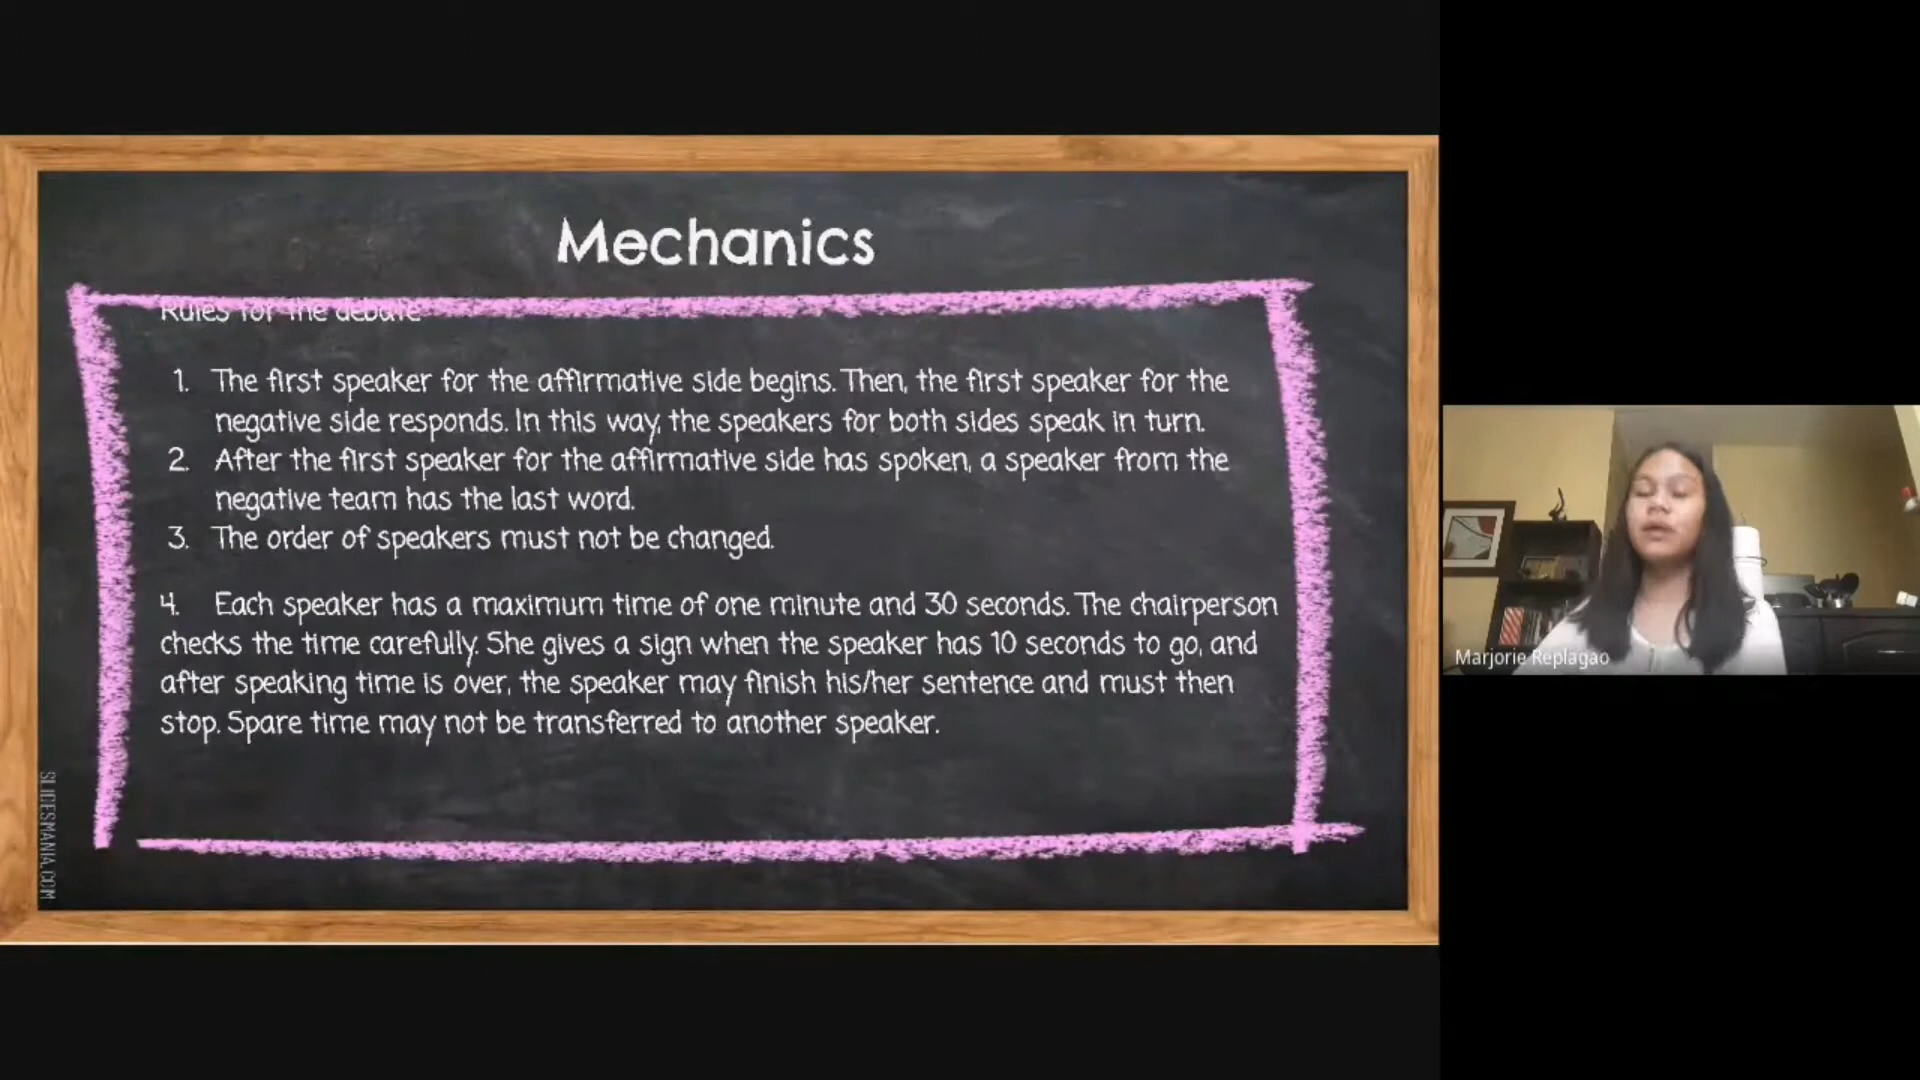 Mechanics
Rules for the debate
1. The first speaker for the affirmative side begins. Then, the first speaker for the
negative side responds. In this way, the speakers for both sides speak in turn.
2. After the first speaker for the affirmative side has spoken, a speaker from the
negative team has the last word.
3. The order of speakers must not be changed.
4. Each speaker has a maximum time of one minute and 30 seconds. The chairperson
checks the time carefully. She gives a sign when the speaker has 10 seconds to go, and
after speaking time is over, the speaker may finish his/her sentence and must then
stop. Spare time may not be transferred to another speaker.
SLIDESMANIA.COM
Marjorie Replagao